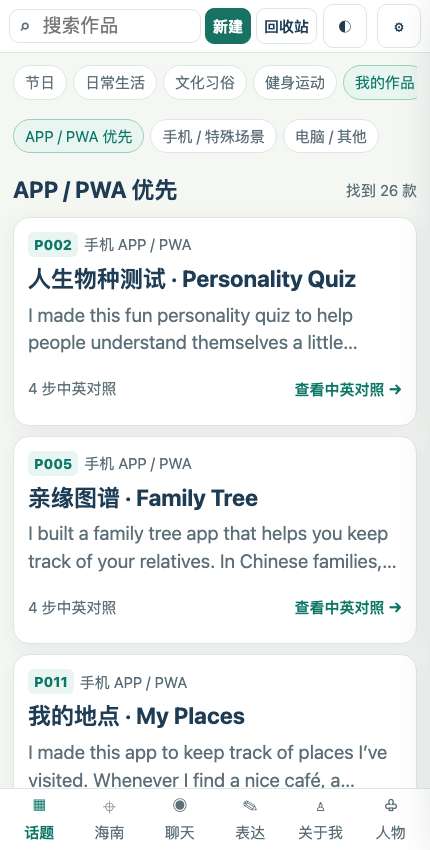 搜索作品
新建
回收站
节日
日常生活
文化习俗
健身运动
我的作品
APP / PWA 优先
手机 / 特殊场景
电脑 / 其他
APP / PWA 优先
找到 26 款
P002 手机 APP / PWA
人生物种测试 · Personality Quiz
I made this fun personality quiz to help
people understand themselves a little...
4 步中英对照
查看中英对照 →
P005 手机 APP / PWA
亲缘图谱 · Family Tree
I built a family tree app that helps you keep
track of your relatives. In Chinese families,...
4 步中英对照
查看中英对照 →
P011 手机 APP / PWA
我的地点 · My Places
I made this app to keep track of places I've
visited. Whenever I find a nice café, a...
话题
海南
聊天
表达
关于我
人物